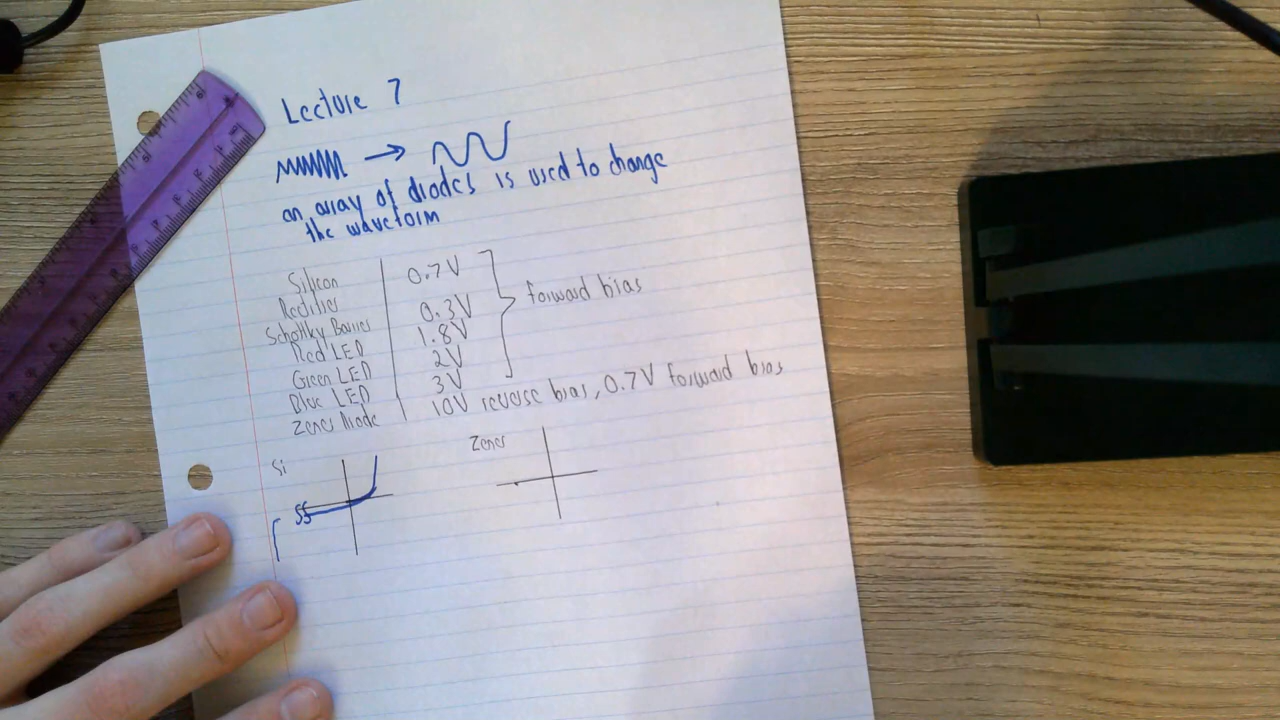 Lecture 7
an array of diodes is used to change
the waveform
Silicon 0.7V
Rectifier
Schottky Barrier 0.3V
Red LED 1.8V
Green LED 2V
Blue LED 3V
forward bias
Zener Diode 10V reverse bias, 0.7V forward bias
Si
Zener